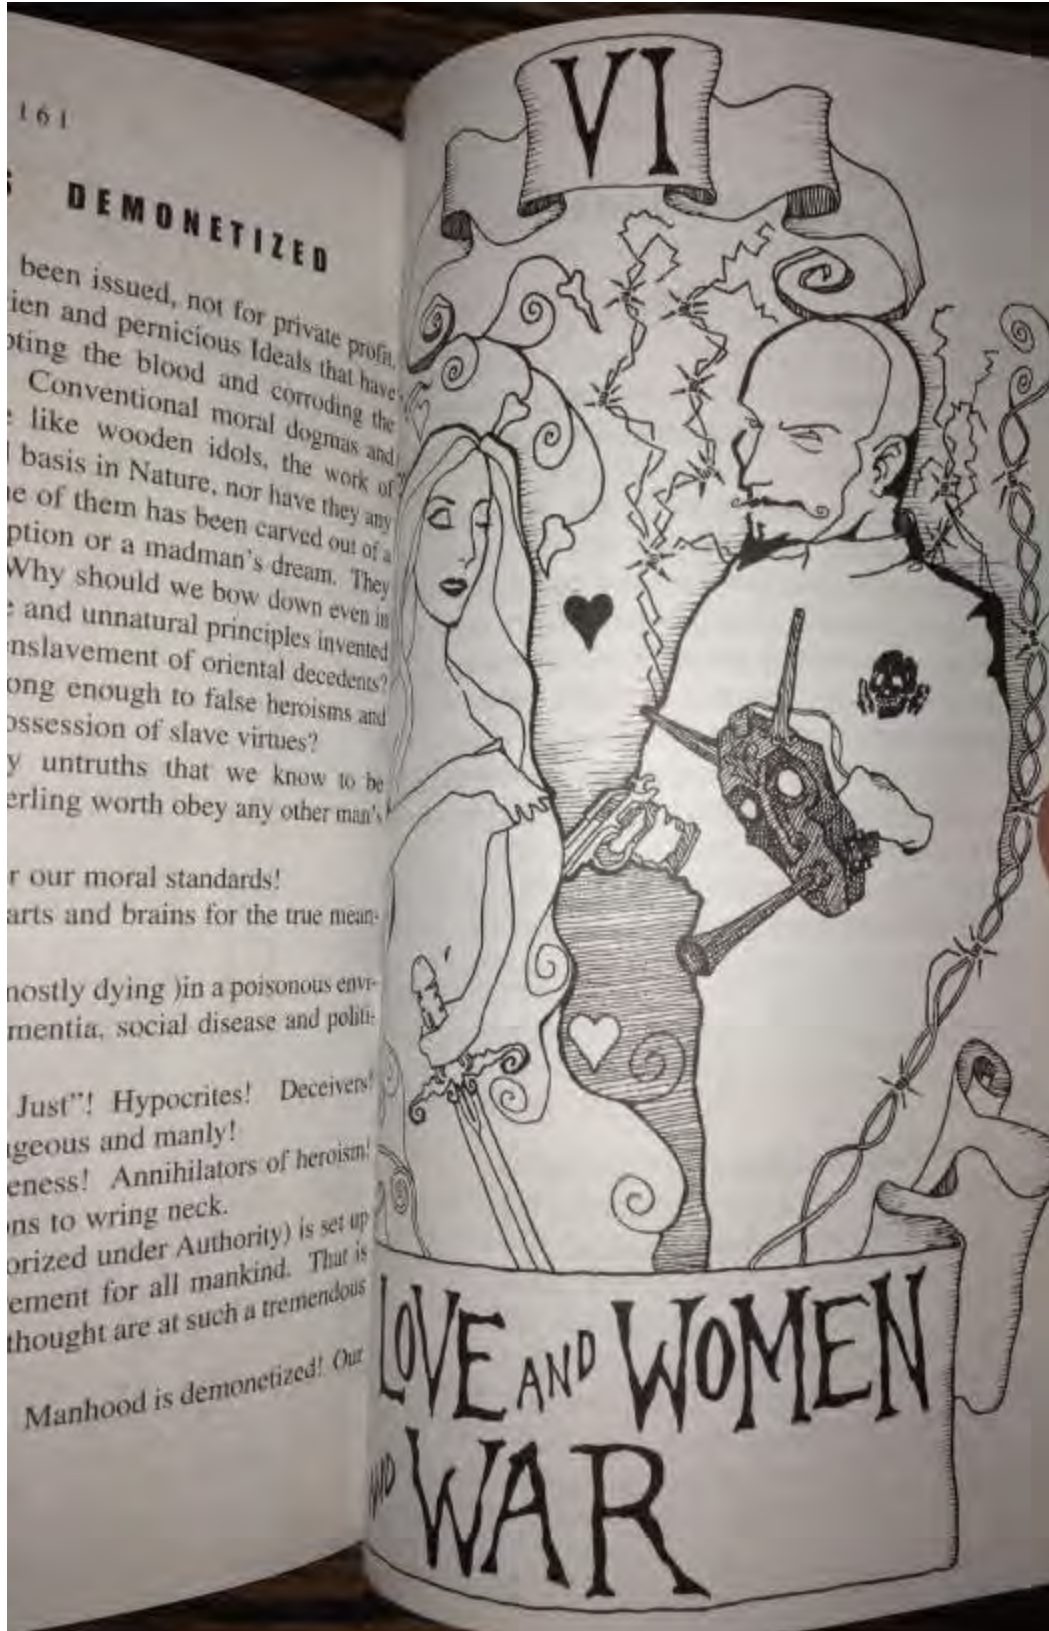 161
DEMONETIZED
been issued, not for private profit,
ien and pernicious Ideals that have
pting the blood and corroding the
Conventional moral dogmas and
like wooden idols, the work of
basis in Nature, nor have they any
e of them has been carved out of a
ption or a madman's dream. They
Why should we bow down even in
e and unnatural principles invented
nslavement of oriental decedents?
ong enough to false heroisms and
ossession of slave virtues?
y untruths that we know to be
erling worth obey any other man's
r our moral standards!
arts and brains for the true mean-
nostly dying )in a poisonous envi-
mentia, social disease and politi-
Just"! Hypocrites! Deceivers!
geous and manly!
eness! Annihilators of heroism!
ns to wring neck.
orized under Authority) is set up
ement for all mankind. That is
thought are at such a tremendous
Manhood is demonetized! Our
VI
LOVE AND WOMEN
AND WAR